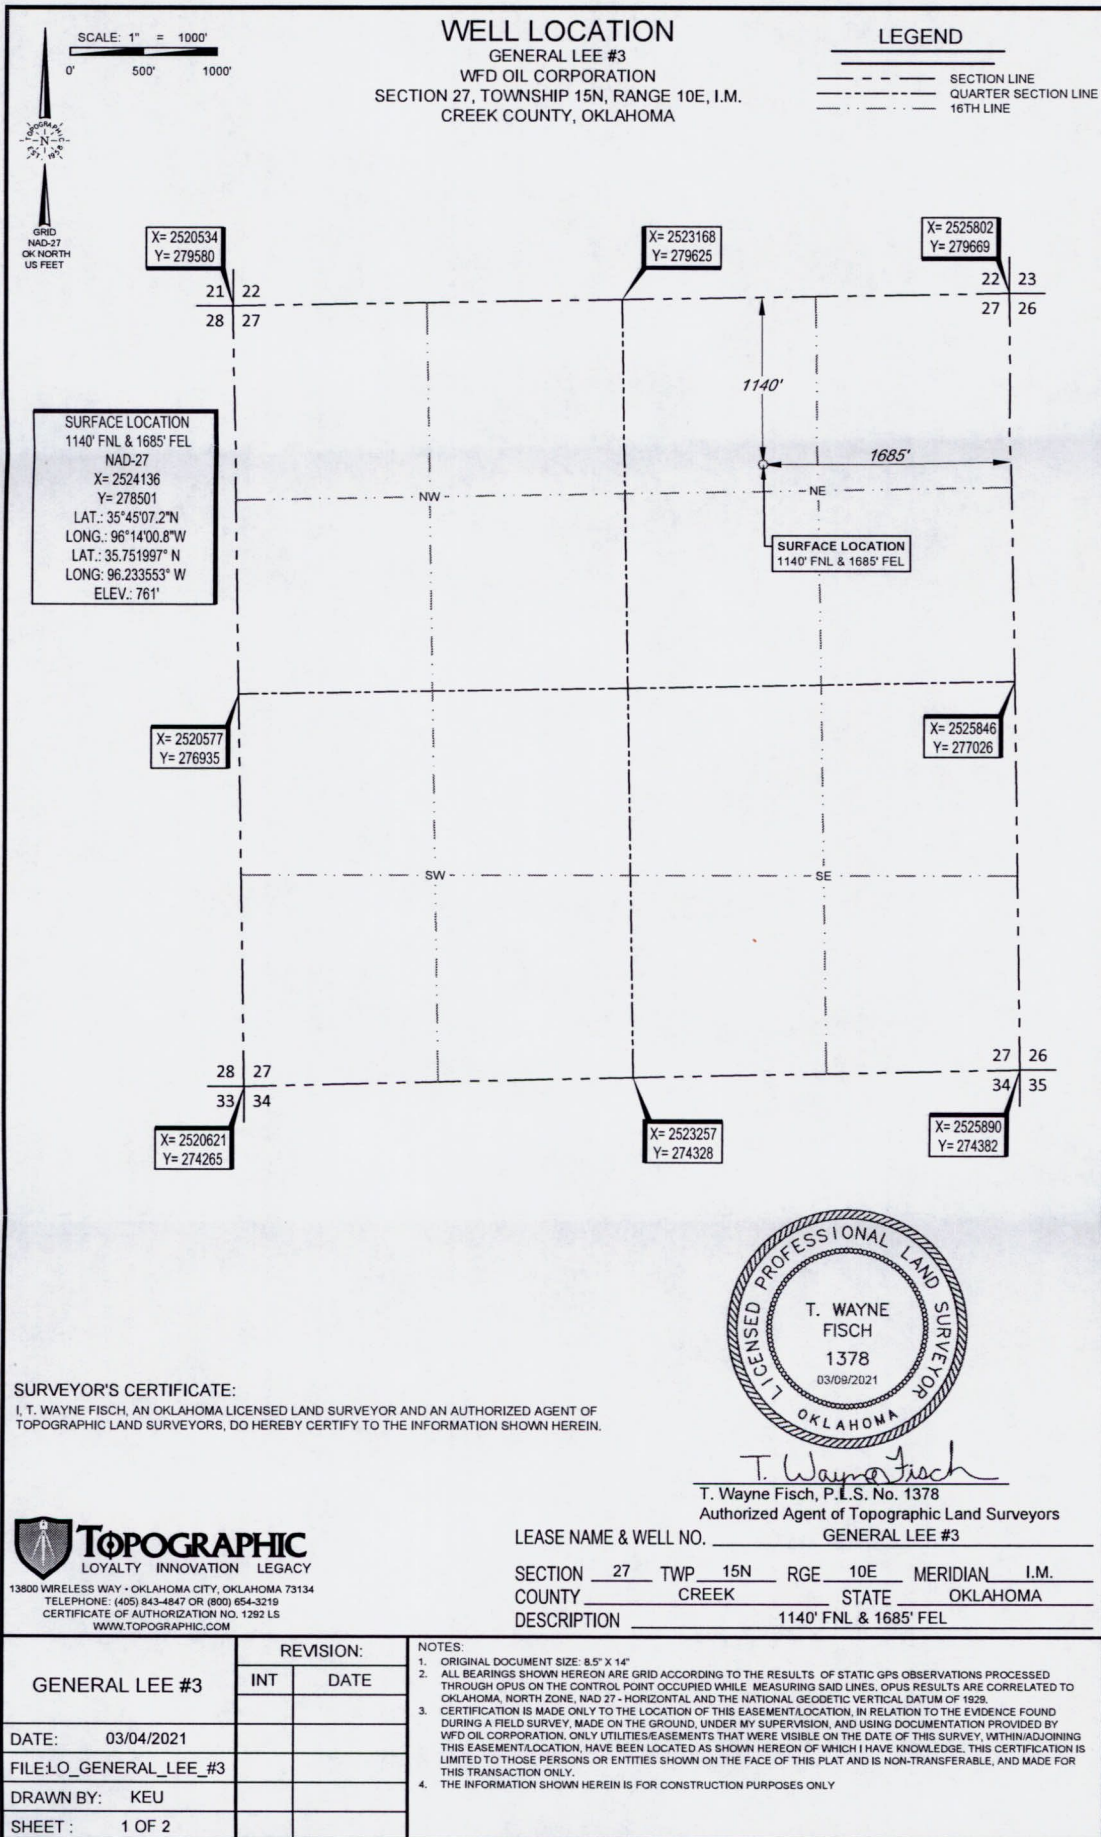 SCALE: 1" = 1000'
0' 500' 1000'
TOPOGRAPHIC
EST. 1958
N
GRID
NAD-27
OK NORTH
US FEET
WELL LOCATION
GENERAL LEE #3
WFD OIL CORPORATION
SECTION 27, TOWNSHIP 15N, RANGE 10E, I.M.
CREEK COUNTY, OKLAHOMA
LEGEND
SECTION LINE
QUARTER SECTION LINE
16TH LINE
X= 2520534
Y= 279580
X= 2523168
Y= 279625
X= 2525802
Y= 279669
21 22
28 27
22 23
27 26
1140'
1685'
SURFACE LOCATION
1140' FNL & 1685' FEL
NAD-27
X= 2524136
Y= 278501
LAT.: 35°45'07.2"N
LONG.: 96°14'00.8"W
LAT.: 35.751997° N
LONG: 96.233553° W
ELEV.: 761'
NW
NE
SURFACE LOCATION
1140' FNL & 1685' FEL
X= 2520577
Y= 276935
X= 2525846
Y= 277026
SW
SE
28 27
33 34
27 26
34 35
X= 2520621
Y= 274265
X= 2523257
Y= 274328
X= 2525890
Y= 274382
LICENSED PROFESSIONAL LAND SURVEYOR
T. WAYNE
FISCH
1378
03/09/2021
OKLAHOMA
SURVEYOR'S CERTIFICATE:
I, T. WAYNE FISCH, AN OKLAHOMA LICENSED LAND SURVEYOR AND AN AUTHORIZED AGENT OF
TOPOGRAPHIC LAND SURVEYORS, DO HEREBY CERTIFY TO THE INFORMATION SHOWN HEREIN.
T. Wayne Fisch
T. Wayne Fisch, P.L.S. No. 1378
Authorized Agent of Topographic Land Surveyors
TOPOGRAPHIC
LOYALTY INNOVATION LEGACY
13800 WIRELESS WAY • OKLAHOMA CITY, OKLAHOMA 73134
TELEPHONE: (405) 843-4847 OR (800) 654-3219
CERTIFICATE OF AUTHORIZATION NO. 1292 LS
WWW.TOPOGRAPHIC.COM
LEASE NAME & WELL NO. GENERAL LEE #3
SECTION 27 TWP 15N RGE 10E MERIDIAN I.M.
COUNTY CREEK STATE OKLAHOMA
DESCRIPTION 1140' FNL & 1685' FEL
GENERAL LEE #3
REVISION:
INT DATE
DATE: 03/04/2021
FILE:LO_GENERAL_LEE_#3
DRAWN BY: KEU
SHEET : 1 OF 2
NOTES:
1. ORIGINAL DOCUMENT SIZE: 8.5" X 14"
2. ALL BEARINGS SHOWN HEREON ARE GRID ACCORDING TO THE RESULTS OF STATIC GPS OBSERVATIONS PROCESSED
THROUGH OPUS ON THE CONTROL POINT OCCUPIED WHILE MEASURING SAID LINES. OPUS RESULTS ARE CORRELATED TO
OKLAHOMA, NORTH ZONE, NAD 27 - HORIZONTAL AND THE NATIONAL GEODETIC VERTICAL DATUM OF 1929.
3. CERTIFICATION IS MADE ONLY TO THE LOCATION OF THIS EASEMENT/LOCATION, IN RELATION TO THE EVIDENCE FOUND
DURING A FIELD SURVEY, MADE ON THE GROUND, UNDER MY SUPERVISION, AND USING DOCUMENTATION PROVIDED BY
WFD OIL CORPORATION, ONLY UTILITIES/EASEMENTS THAT WERE VISIBLE ON THE DATE OF THIS SURVEY, WITHIN/ADJOINING
THIS EASEMENT/LOCATION, HAVE BEEN LOCATED AS SHOWN HEREON OF WHICH I HAVE KNOWLEDGE. THIS CERTIFICATION IS
LIMITED TO THOSE PERSONS OR ENTITIES SHOWN ON THE FACE OF THIS PLAT AND IS NON-TRANSFERABLE, AND MADE FOR
THIS TRANSACTION ONLY.
4. THE INFORMATION SHOWN HEREIN IS FOR CONSTRUCTION PURPOSES ONLY